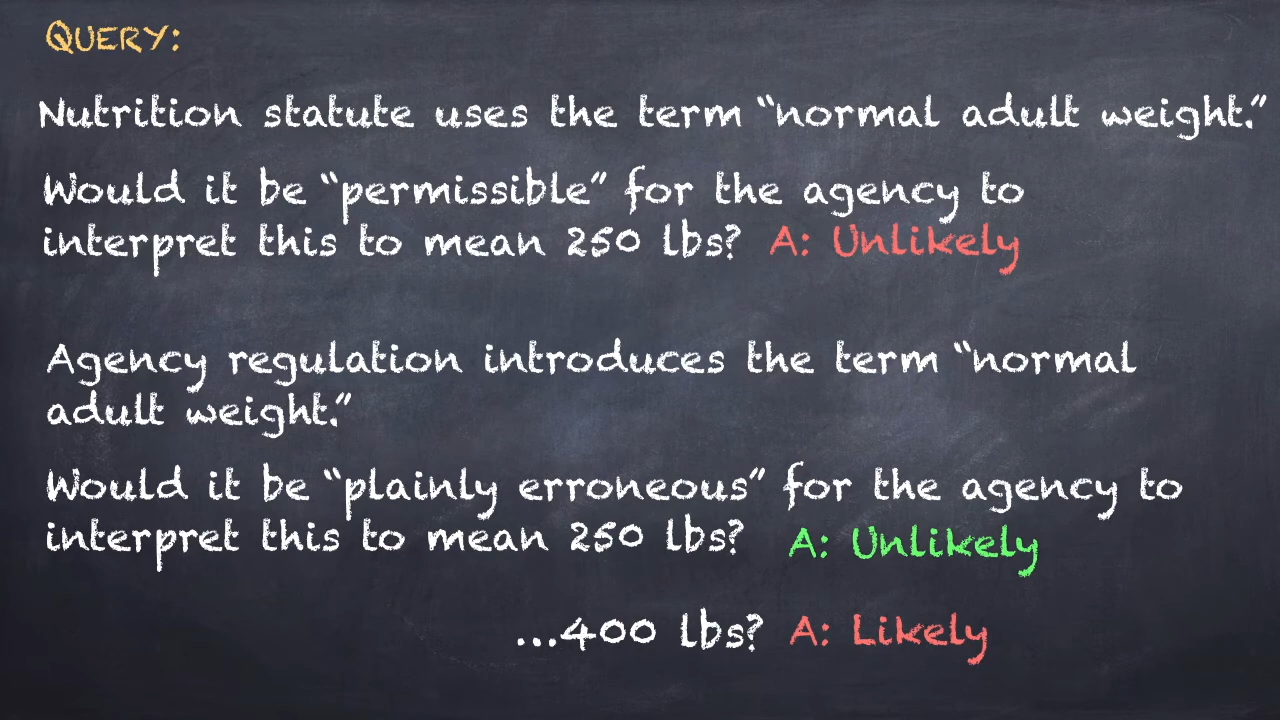 QUERY:
Nutrition statute uses the term “normal adult weight.”
Would it be “permissible” for the agency to
interpret this to mean 250 lbs? A: Unlikely
Agency regulation introduces the term “normal
adult weight.”
Would it be “plainly erroneous” for the agency to
interpret this to mean 250 lbs? A: Unlikely
...400 lbs? A: Likely